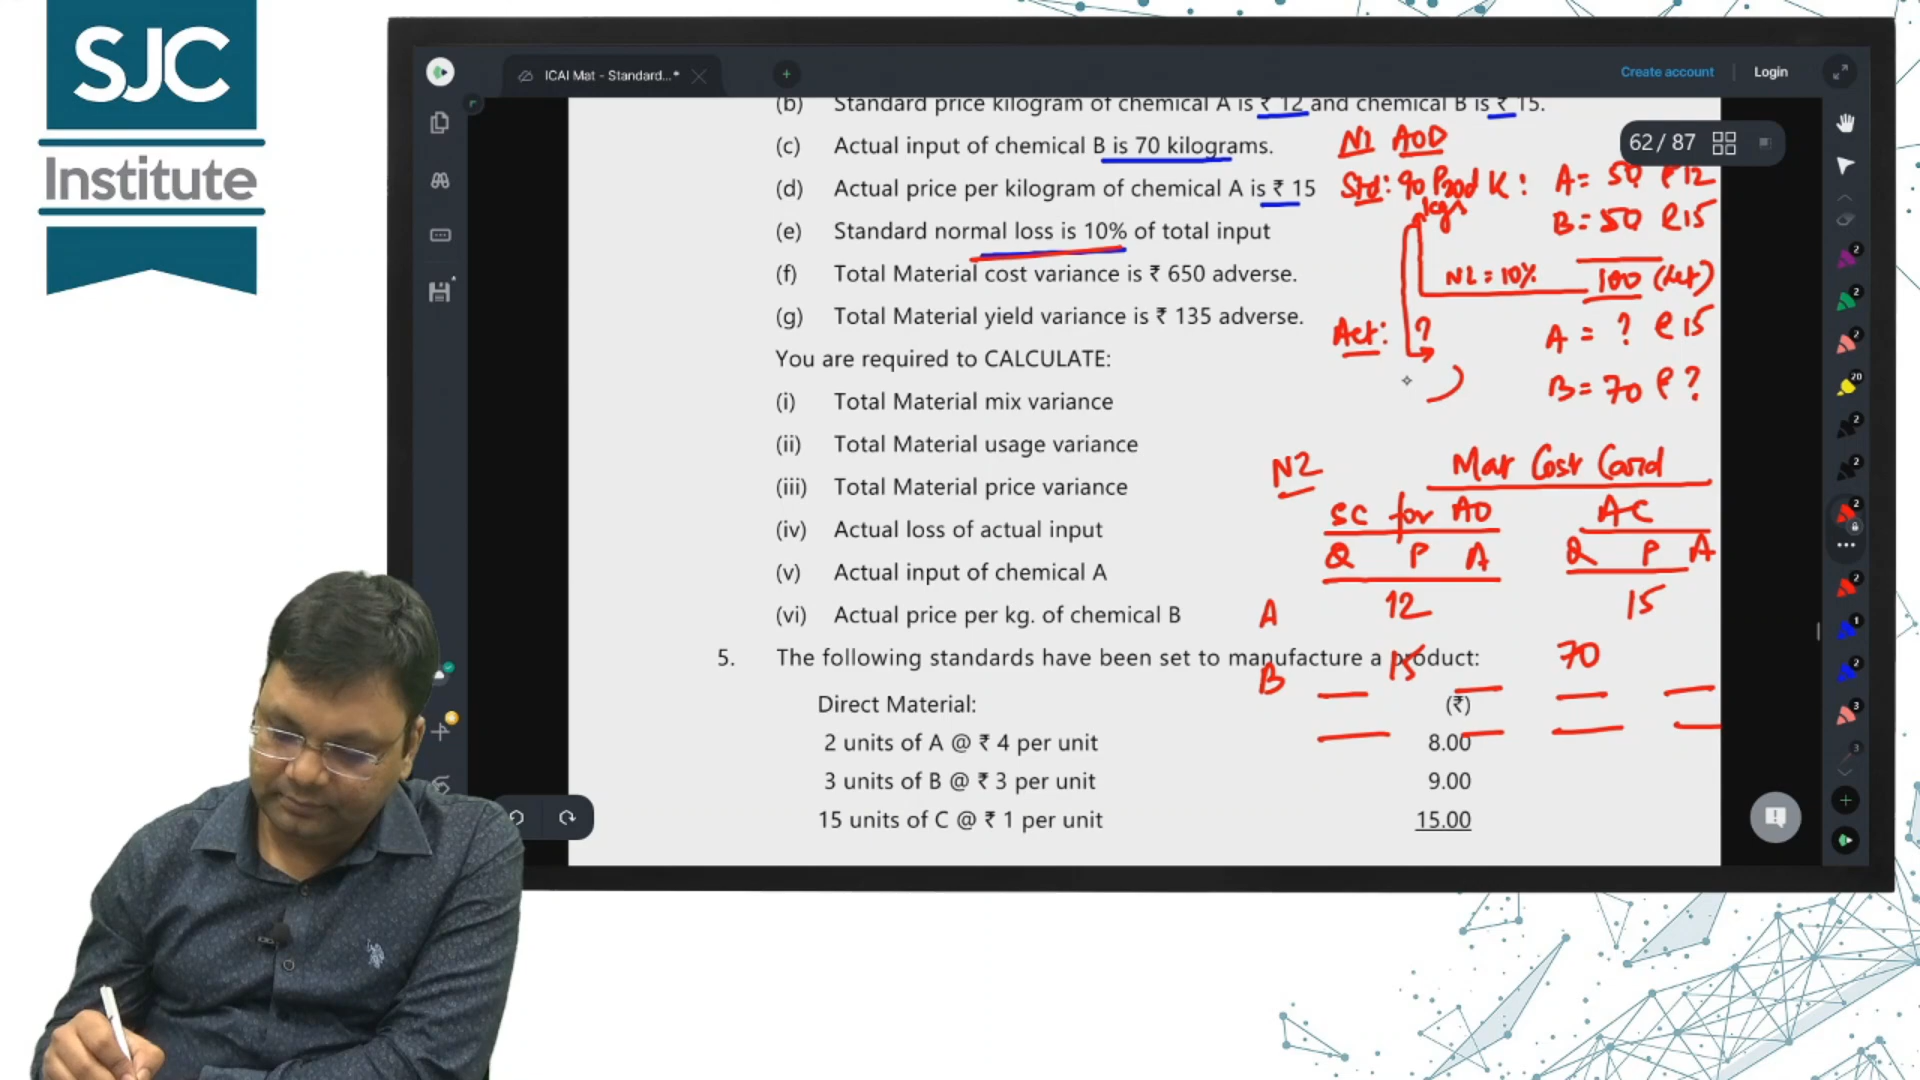 SJC
Institute
ICAI Mat - Standard...*
Create account
Login
62 / 87
(b) Standard price kilogram of chemical A is ₹ 12 and chemical B is ₹ 15.
(c) Actual input of chemical B is 70 kilograms.
(d) Actual price per kilogram of chemical A is ₹ 15
(e) Standard normal loss is 10% of total input
(f) Total Material cost variance is ₹ 650 adverse.
(g) Total Material yield variance is ₹ 135 adverse.
You are required to CALCULATE:
(i) Total Material mix variance
(ii) Total Material usage variance
(iii) Total Material price variance
(iv) Actual loss of actual input
(v) Actual input of chemical A
(vi) Actual price per kg. of chemical B
5. The following standards have been set to manufacture a product:
Direct Material: (₹)
2 units of A @ ₹ 4 per unit 8.00
3 units of B @ ₹ 3 per unit 9.00
15 units of C @ ₹ 1 per unit 15.00
N1 AOD
Std: 90 Prod K : A = 50 @ 12
kgs
B = 50 @ 15
NL = 10% 100 (Let)
Act: ? A = ? @ 15
B = 70 @ ?
N2 Mat Cost Card
SC for AO AC
Q P A Q P A
A 12 15
B 15 70